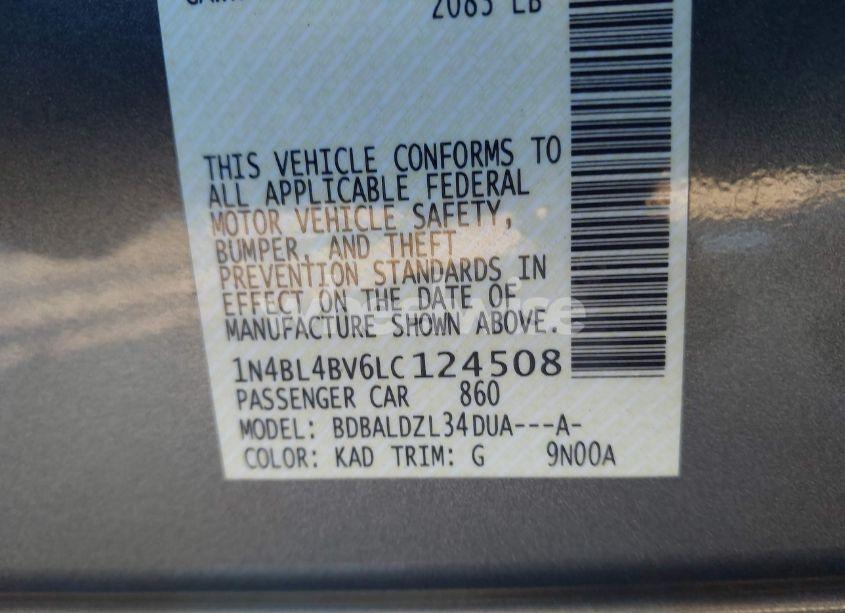 2085 LB
THIS VEHICLE CONFORMS TO
ALL APPLICABLE FEDERAL
MOTOR VEHICLE SAFETY,
BUMPER, AND THEFT
PREVENTION STANDARDS IN
EFFECT ON THE DATE OF
MANUFACTURE SHOWN ABOVE.
1N4BL4BV6LC124508
PASSENGER CAR 860
MODEL: BDBALDZL34DUA---A-
COLOR: KAD TRIM: G 9N00A